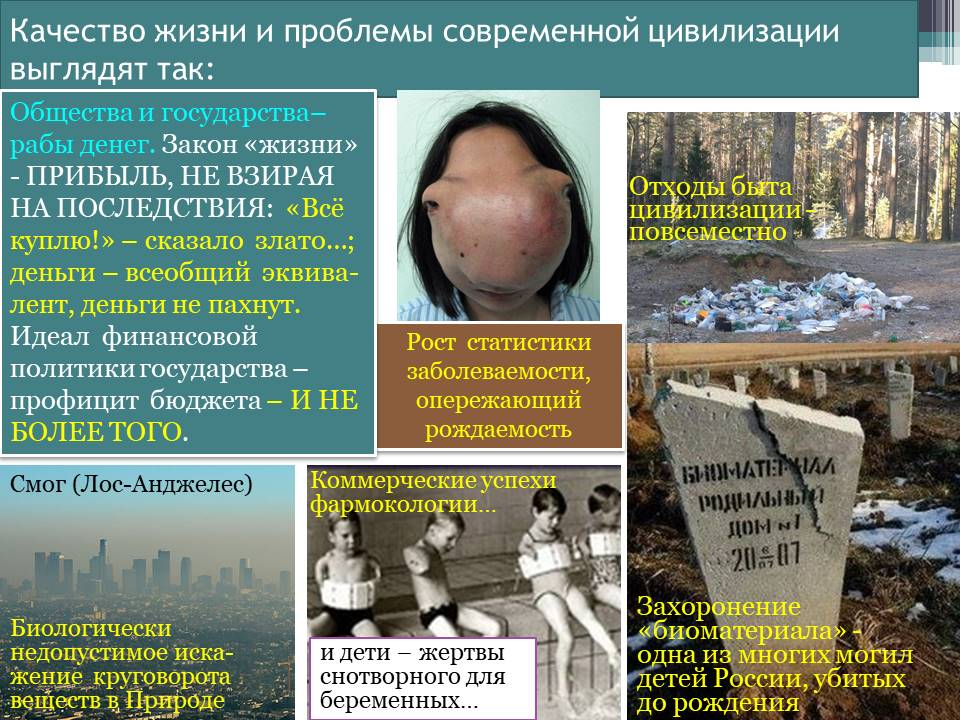 Качество жизни и проблемы современной цивилизации
выглядят так:
Общества и государства–
рабы денег. Закон «жизни»
- ПРИБЫЛЬ, НЕ ВЗИРАЯ
НА ПОСЛЕДСТВИЯ: «Всё
куплю!» – сказало злато...;
деньги – всеобщий эквива-
лент, деньги не пахнут.
Идеал финансовой
политики государства –
профицит бюджета – И НЕ
БОЛЕЕ ТОГО.
Рост статистики
заболеваемости,
опережающий
рождаемость
Отходы быта
цивилизации -
повсеместно
Смог (Лос-Анджелес)
Биологически
недопустимое иска-
жение круговорота
веществ в Природе
Коммерческие успехи
фармокологии...
и дети – жертвы
снотворного для
беременных...
БИОМАТЕРИАЛ
РОДИЛЬНЫЙ
ДОМ №1
20 6/07 07
Захоронение
«биоматериала» -
одна из многих могил
детей России, убитых
до рождения